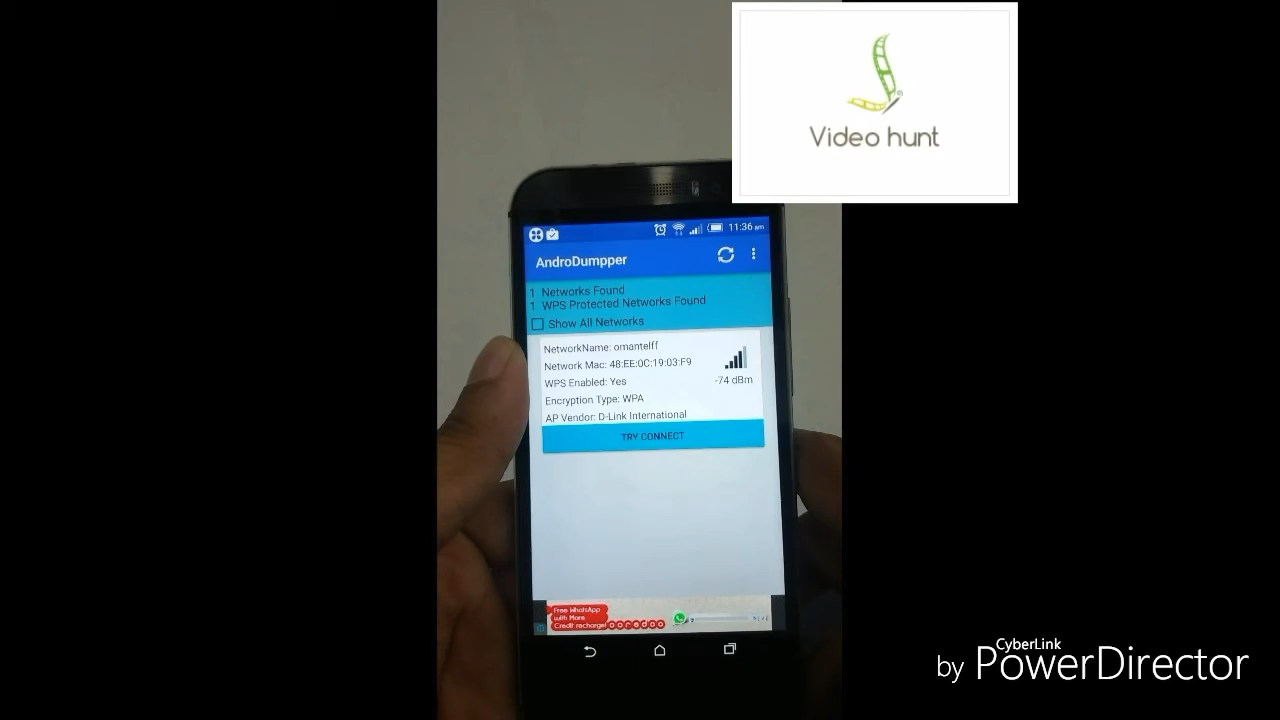 Video hunt
11:36 am
AndroDumpper
1 Networks Found
1 WPS Protected Networks Found
Show All Networks
NetworkName: omantelff
Network Mac: 48:EE:0C:19:03:F9
-74 dBm
WPS Enabled: Yes
Encryption Type: WPA
AP Vendor: D-Link International
TRY CONNECT
Free WhatsApp
with More
Credit recharge!
ooredoo
CyberLink
by PowerDirector